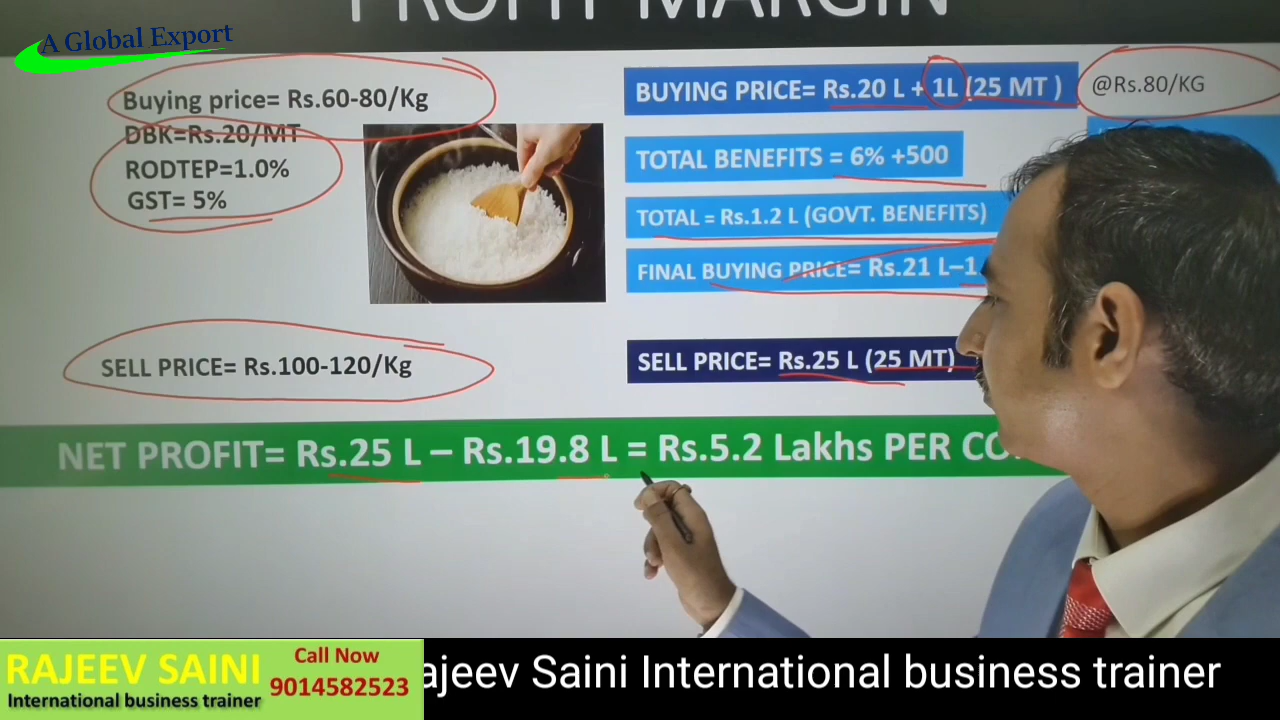 PROFIT MARGIN
A Global Export
Buying price= Rs.60-80/Kg
DBK=Rs.20/MT
RODTEP=1.0%
GST= 5%
SELL PRICE= Rs.100-120/Kg
BUYING PRICE= Rs.20 L + 1L (25 MT )
@Rs.80/KG
TOTAL BENEFITS = 6% +500
TOTAL = Rs.1.2 L (GOVT. BENEFITS)
FINAL BUYING PRICE= Rs.21 L–1
SELL PRICE= Rs.25 L (25 MT)
NET PROFIT= Rs.25 L – Rs.19.8 L = Rs.5.2 Lakhs PER
RAJEEV SAINI
International business trainer
Call Now
9014582523
ajeev Saini International business trainer